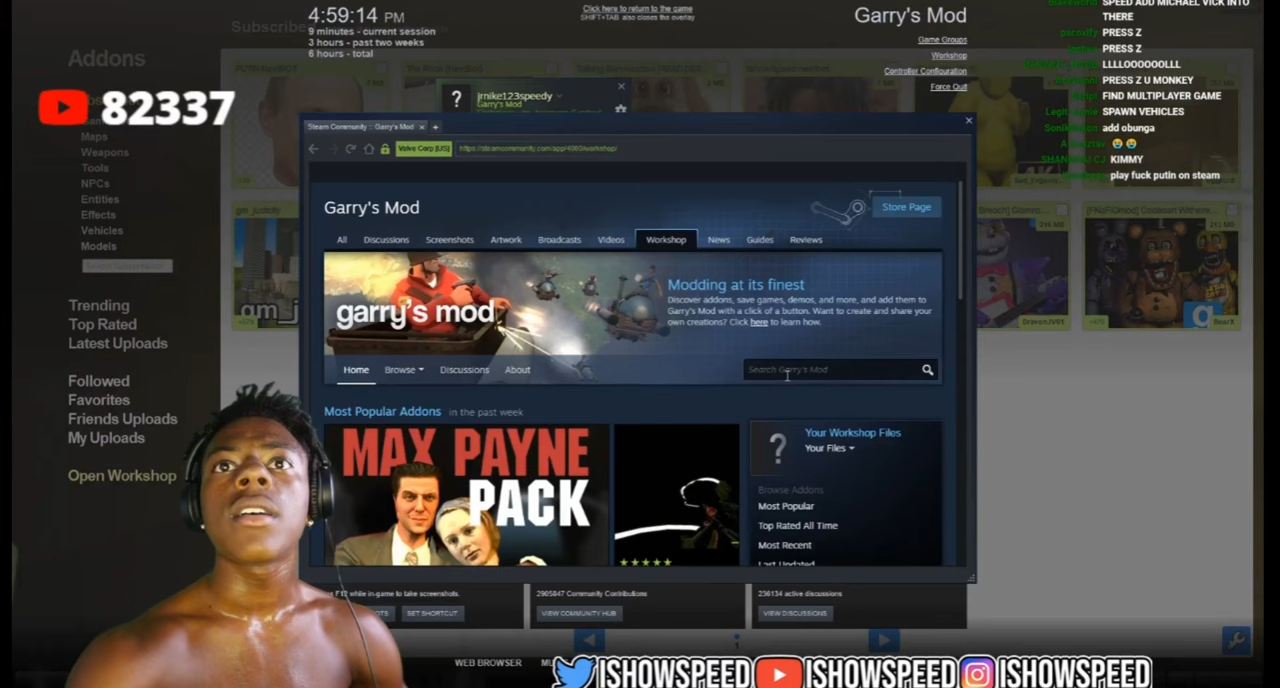 4:59:14 PM
9 minutes - current session
3 hours - past two weeks
6 hours - total
Click here to return to the game
SHIFT+TAB also closes the overlay
Garry's Mod
Game Groups
Workshop
Controller Configuration
Force Quit
SPEED ADD MICHAEL VICK INTO
THERE
PRESS Z
PRESS Z
LLLLOOOOOOLLL
PRESS Z U MONKEY
FIND MULTIPLAYER GAME
SPAWN VEHICLES
add obunga
😭 😭
KIMMY
play fuck putin on steam
Addons
82337
Maps
Weapons
Tools
NPCs
Entities
Effects
Vehicles
Models
Trending
Top Rated
Latest Uploads
Followed
Favorites
Friends Uploads
My Uploads
Open Workshop
jrnike123speedy
Garry's Mod
Steam Community :: Garry's Mod
Valve Corp [US]
https://steamcommunity.com/app/4000/workshop/
Garry's Mod
Store Page
All
Discussions
Screenshots
Artwork
Broadcasts
Videos
Workshop
News
Guides
Reviews
garry's mod
Modding at its finest
Discover addons, save games, demos, and more, and add them to
Garry's Mod with a click of a button. Want to create and share your
own creations? Click here to learn how.
Home
Browse
Discussions
About
Search Garry's Mod
Most Popular Addons in the past week
MAX PAYNE
PACK
Your Workshop Files
Your Files
Browse Addons
Most Popular
Top Rated All Time
Most Recent
Last Updated
F12 while in-game to take screenshots.
SET SHORTCUT
2905847 Community Contributions
VIEW COMMUNITY HUB
236134 active discussions
VIEW DISCUSSIONS
WEB BROWSER
ISHOWSPEED
ISHOWSPEED
ISHOWSPEED